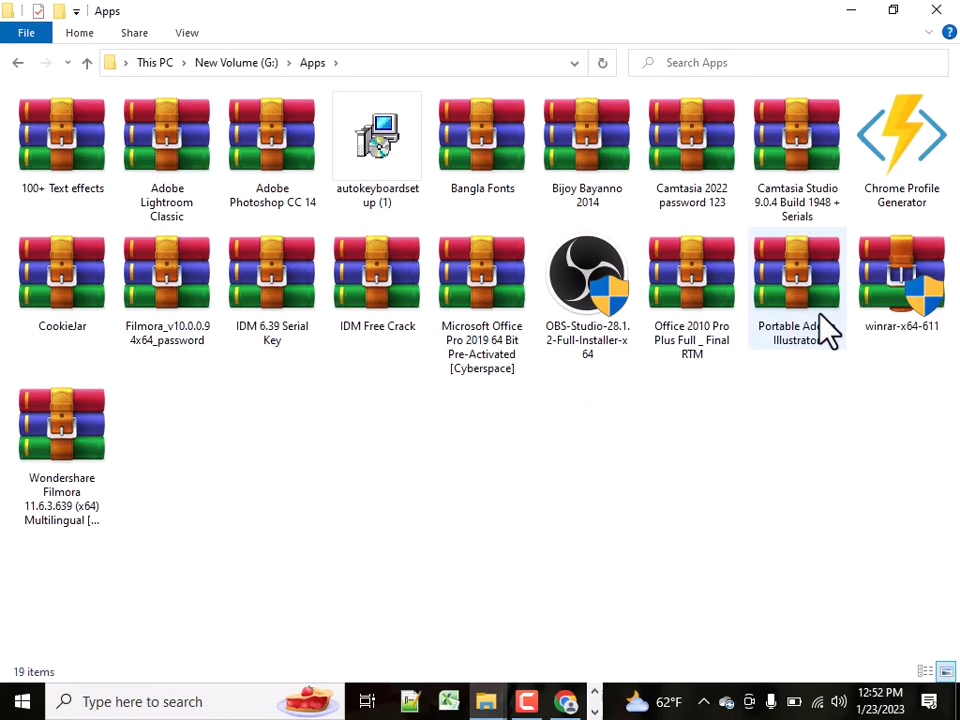 Apps
File
Home
Share
View
This PC
New Volume (G:)
Apps
Search Apps
100+ Text effects
Adobe
Lightroom
Classic
Adobe
Photoshop CC 14
autokeyboardset
up (1)
Bangla Fonts
Bijoy Bayanno
2014
Camtasia 2022
password 123
Camtasia Studio
9.0.4 Build 1948 +
Serials
Chrome Profile
Generator
CookieJar
Filmora_v10.0.0.9
4x64_password
IDM 6.39 Serial
Key
IDM Free Crack
Microsoft Office
Pro 2019 64 Bit
Pre-Activated
[Cyberspace]
OBS-Studio-28.1.
2-Full-Installer-x
64
Office 2010 Pro
Plus Full _ Final
RTM
Portable
Illustrator
winrar-x64-611
Wondershare
Filmora
11.6.3.639 (x64)
Multilingual [...
19 items
Type here to search
62°F
12:52 PM
1/23/2023